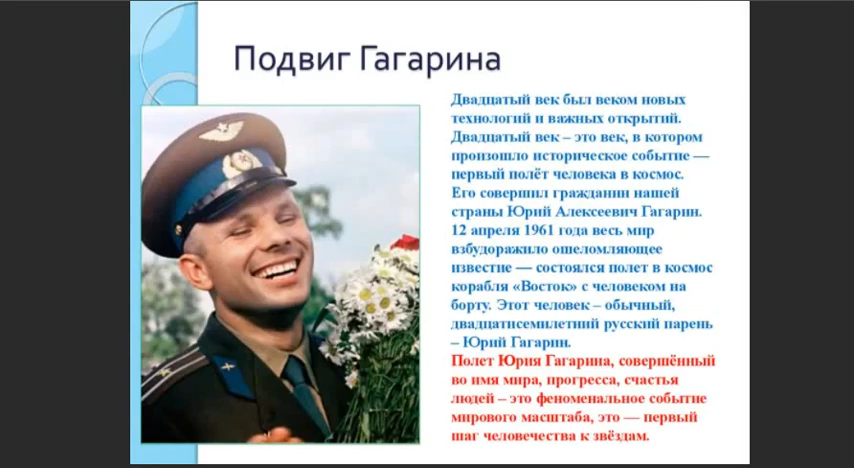 Подвиг Гагарина
Двадцатый век был веком новых
технологий и важных открытий.
Двадцатый век – это век, в котором
произошло историческое событие —
первый полёт человека в космос.
Его совершил гражданин нашей
страны Юрий Алексеевич Гагарин.
12 апреля 1961 года весь мир
взбудоражило ошеломляющее
известие — состоялся полет в космос
корабля «Восток» с человеком на
борту. Этот человек – обычный,
двадцатисемилетний русский парень
– Юрий Гагарин.
Полет Юрия Гагарина, совершённый
во имя мира, прогресса, счастья
людей – это феноменальное событие
мирового масштаба, это — первый
шаг человечества к звёздам.